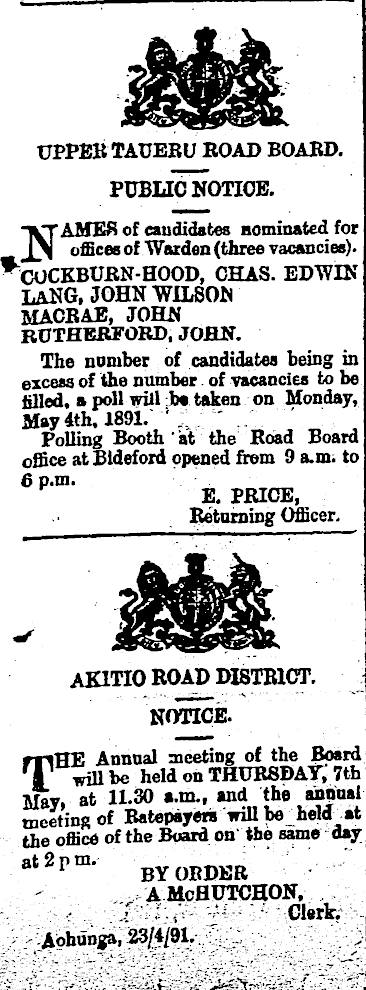 UPPER TAUERU ROAD BOARD.
PUBLIC NOTICE.
NAMES of candidates nominated for
offices of Warden (three vacancies).
COCKBURN-HOOD, CHAS. EDWIN
LANG, JOHN WILSON
MACRAE, JOHN
RUTHERFORD, JOHN.
The number of candidates being in
excess of the number of vacancies to be
filled, a poll will be taken on Monday,
May 4th, 1891.
Polling Booth at the Road Board
office at Bideford opened from 9 a.m. to
6 p.m.
E. PRICE,
Returning Officer.
AKITIO ROAD DISTRICT.
NOTICE.
THE Annual meeting of the Board
will be held on THURSDAY, 7th
May, at 11.30 a.m., and the annual
meeting of Ratepayers will be held at
the office of the Board on the same day
at 2 p m.
BY ORDER
A McHUTCHON,
Clerk.
Aohunga, 23/4/91.